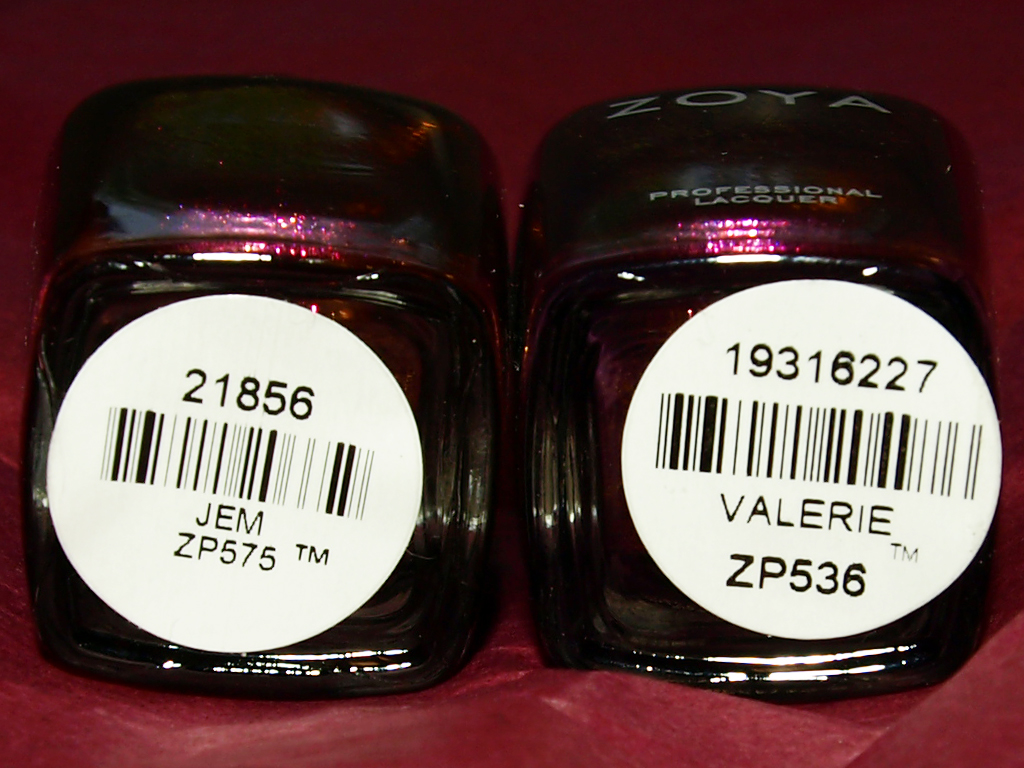 ZOYA
PROFESSIONAL
LACQUER
21856
JEM
ZP575 ™
19316227
VALERIE
™
ZP536